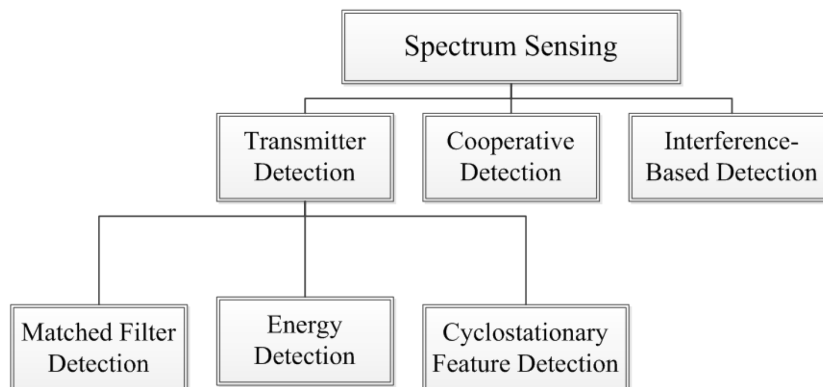 Spectrum Sensing
Transmitter
Detection
Cooperative
Detection
Interference-
Based Detection
Matched Filter
Detection
Energy
Detection
Cyclostationary
Feature Detection